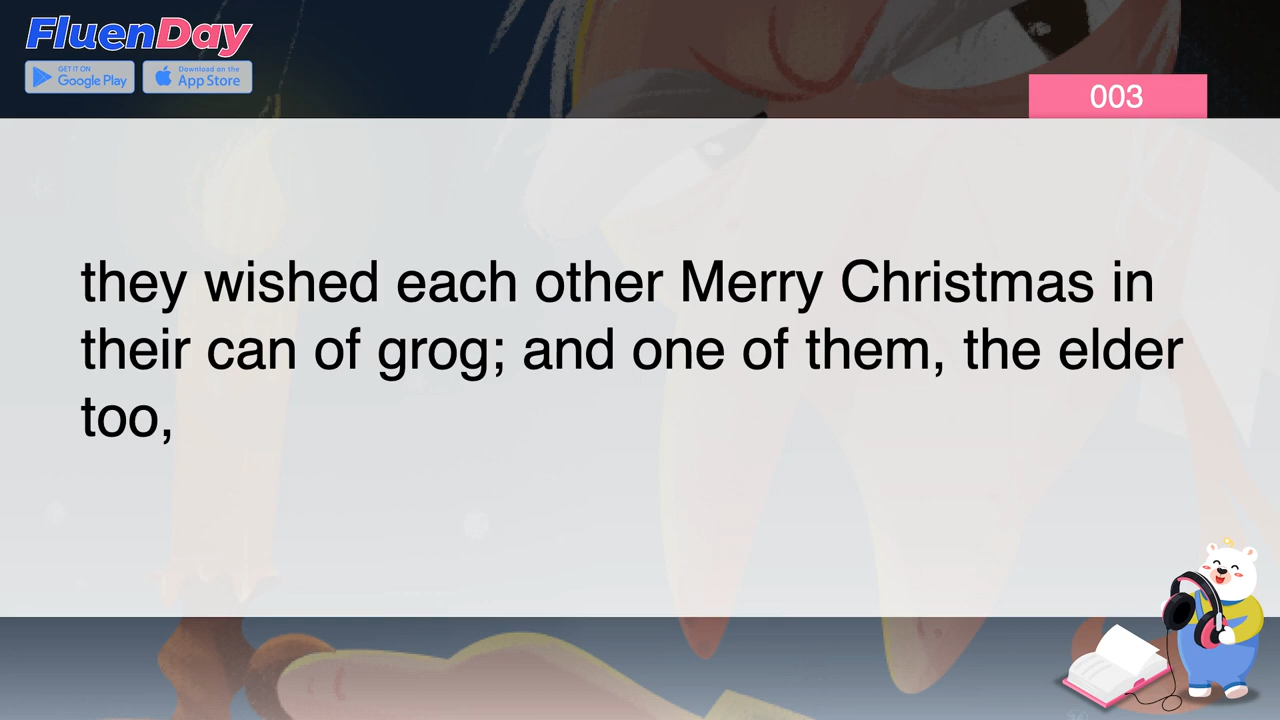 FluenDay
GET IT ON
Google Play
Download on the
App Store
003
they wished each other Merry Christmas in
their can of grog; and one of them, the elder
too,